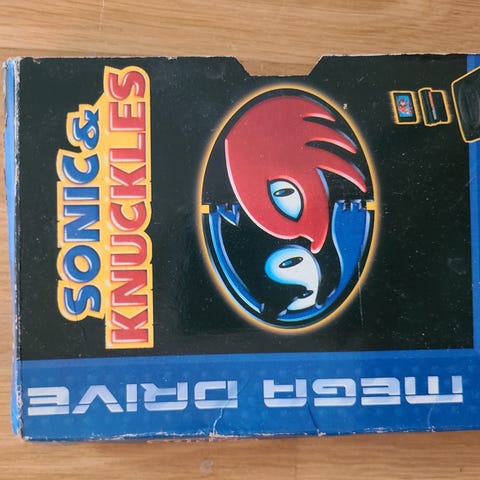 SONIC &
KNUCKLES
MEGA DRIVE